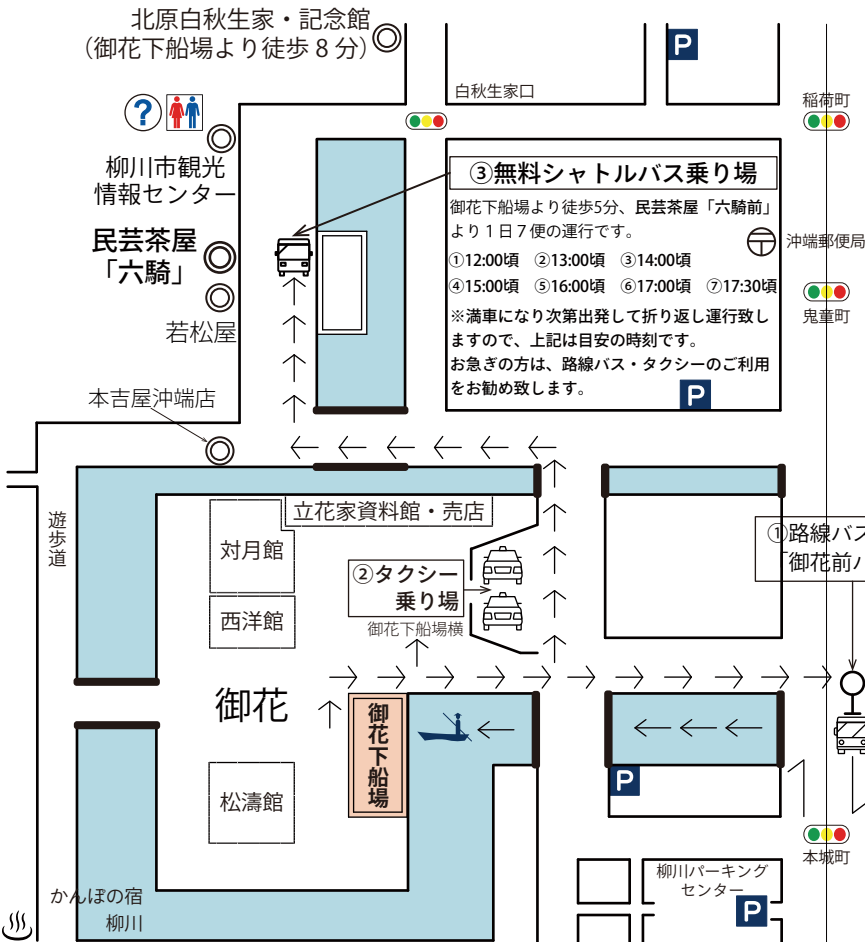 北原白秋生家・記念館
（御花下船場より徒歩８分）
白秋生家口
P
稲荷町
?
柳川市観光
情報センター
③無料シャトルバス乗り場
御花下船場より徒歩5分、民芸茶屋「六騎前」
より１日７便の運行です。
①12:00頃 ②13:00頃 ③14:00頃
④15:00頃 ⑤16:00頃 ⑥17:00頃 ⑦17:30頃
※満車になり次第出発して折り返し運行致し
ますので、上記は目安の時刻です。
お急ぎの方は、路線バス・タクシーのご利用
をお勧め致します。
P
沖端郵便局
鬼童町
民芸茶屋
「六騎」
若松屋
本吉屋沖端店
遊歩道
立花家資料館・売店
対月館
西洋館
②タクシー
乗り場
御花下船場横
①路線バス
「御花前バ
御花
御花下船場
松濤館
P
本城町
柳川パーキング
センター
P
かんぽの宿
柳川